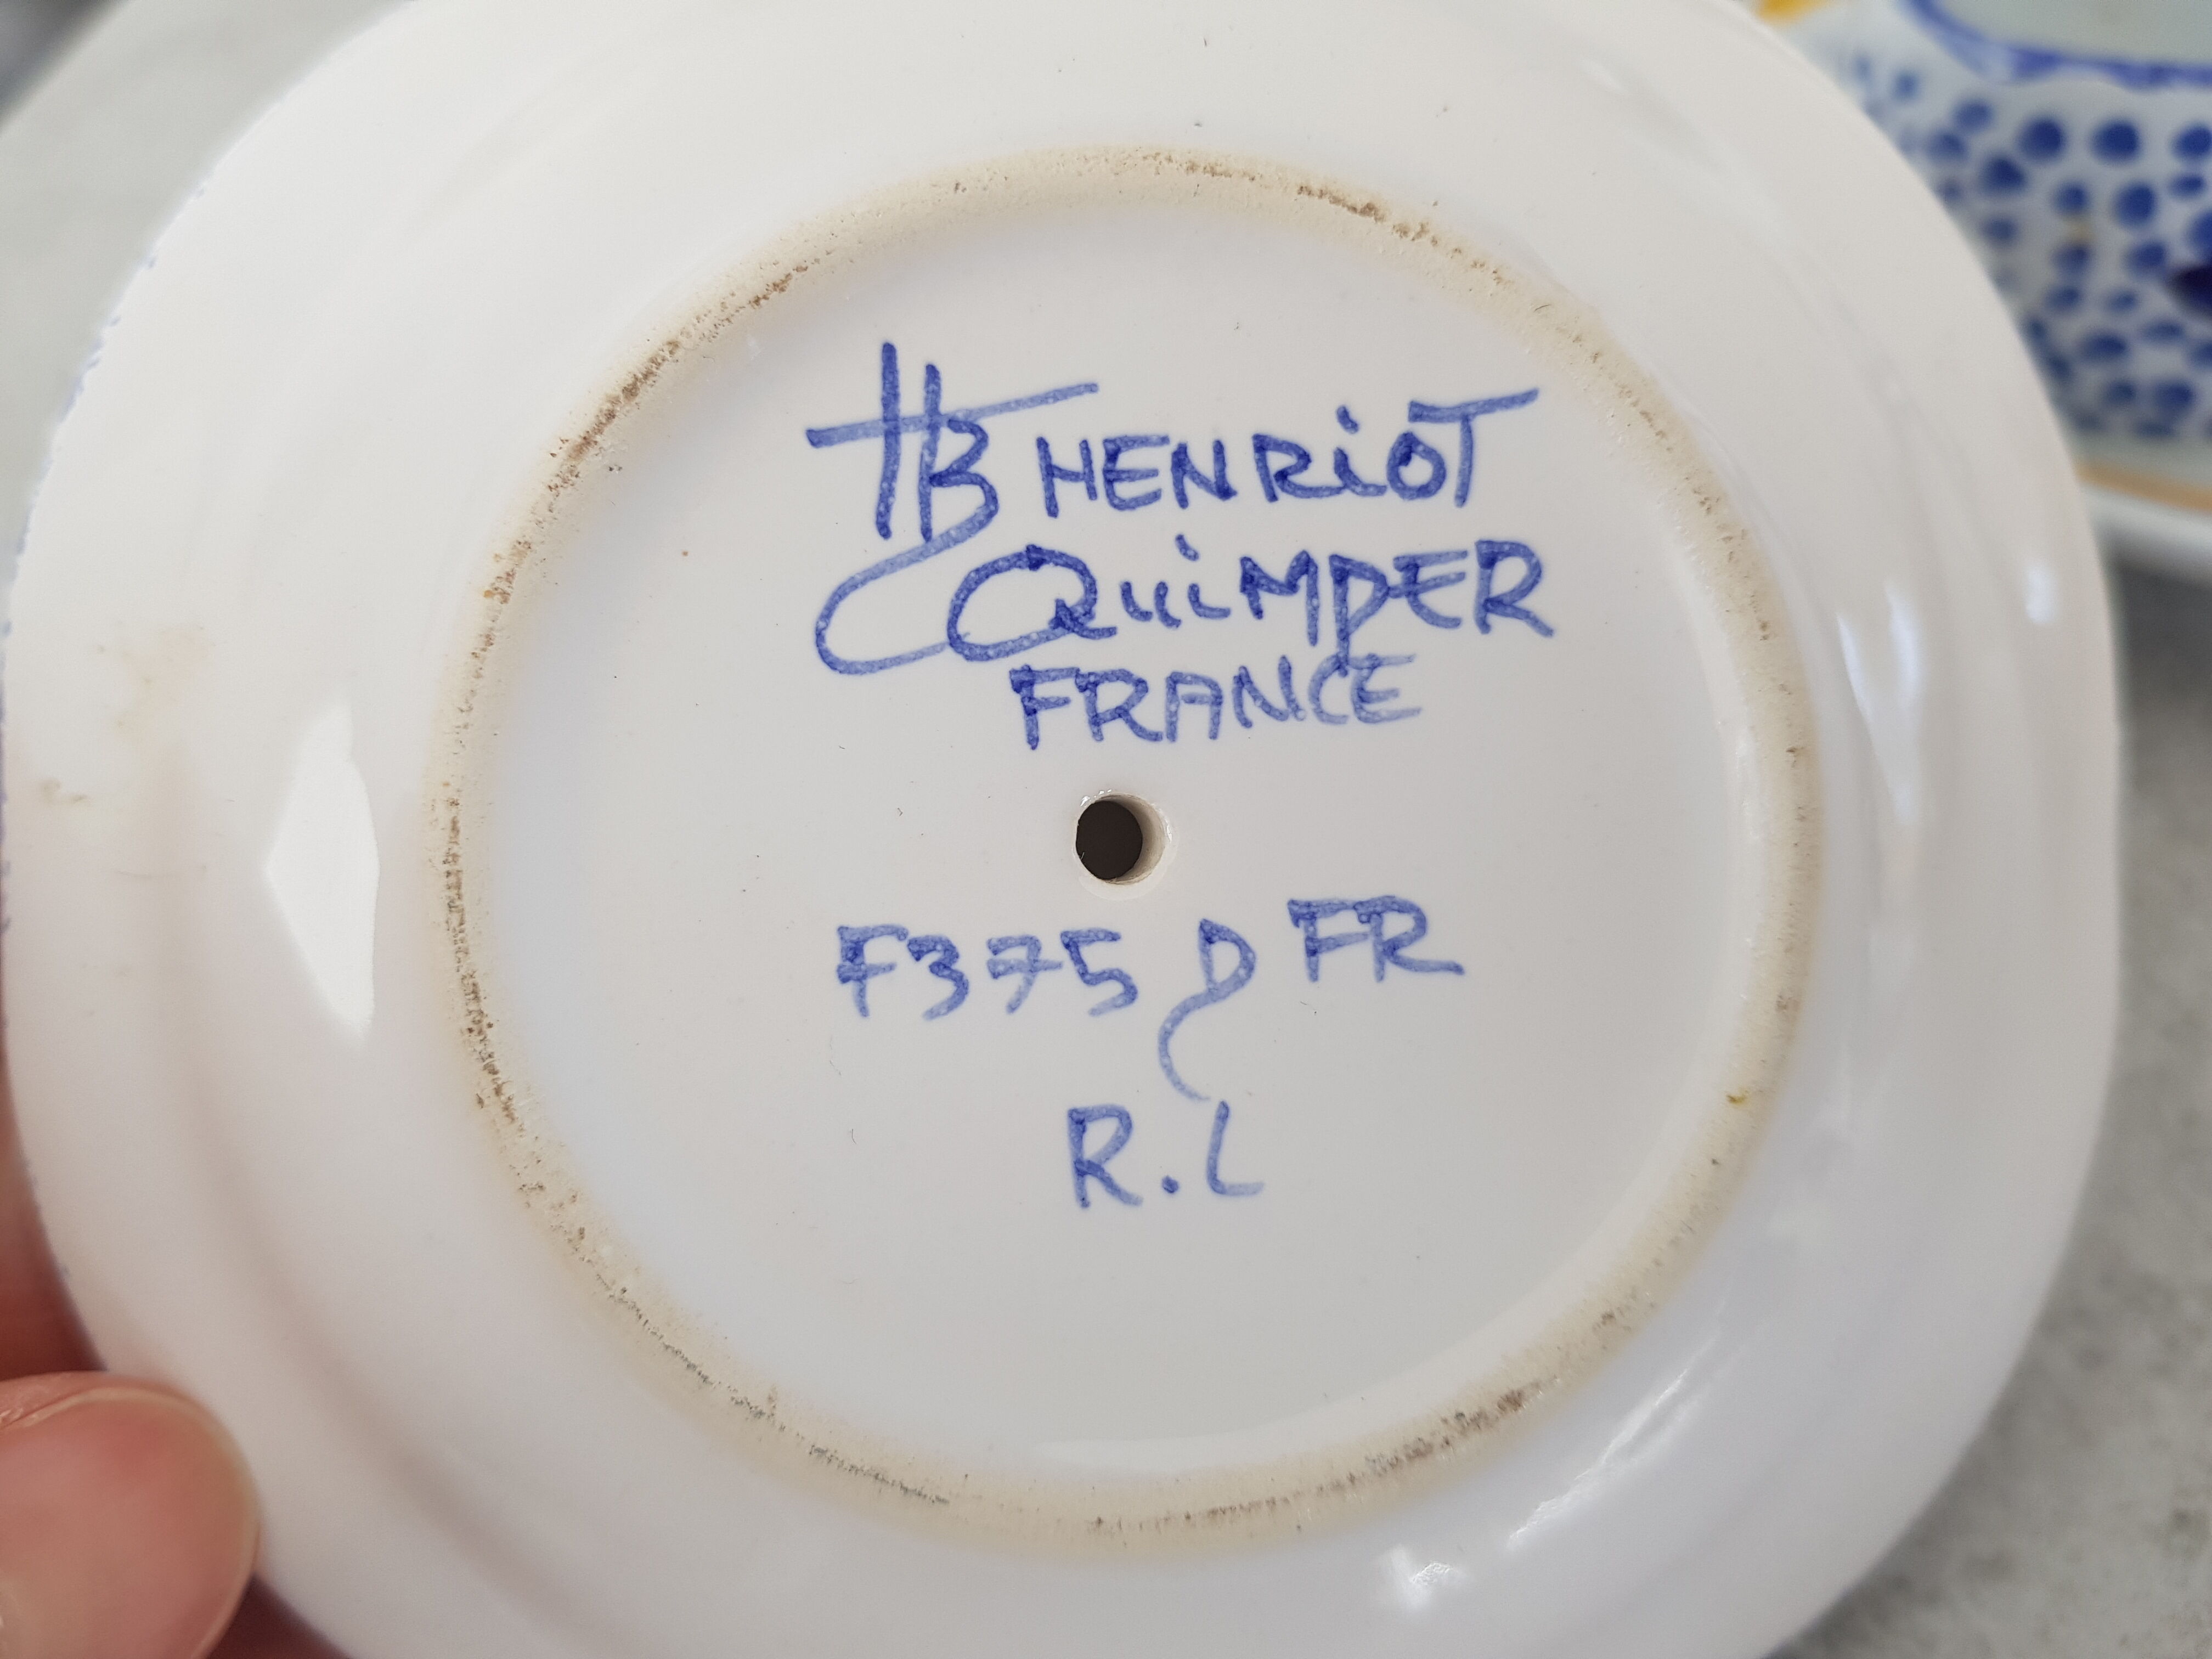 HB HENRiOT
QuiMPER
FRANCE
F375 D FR
R.L